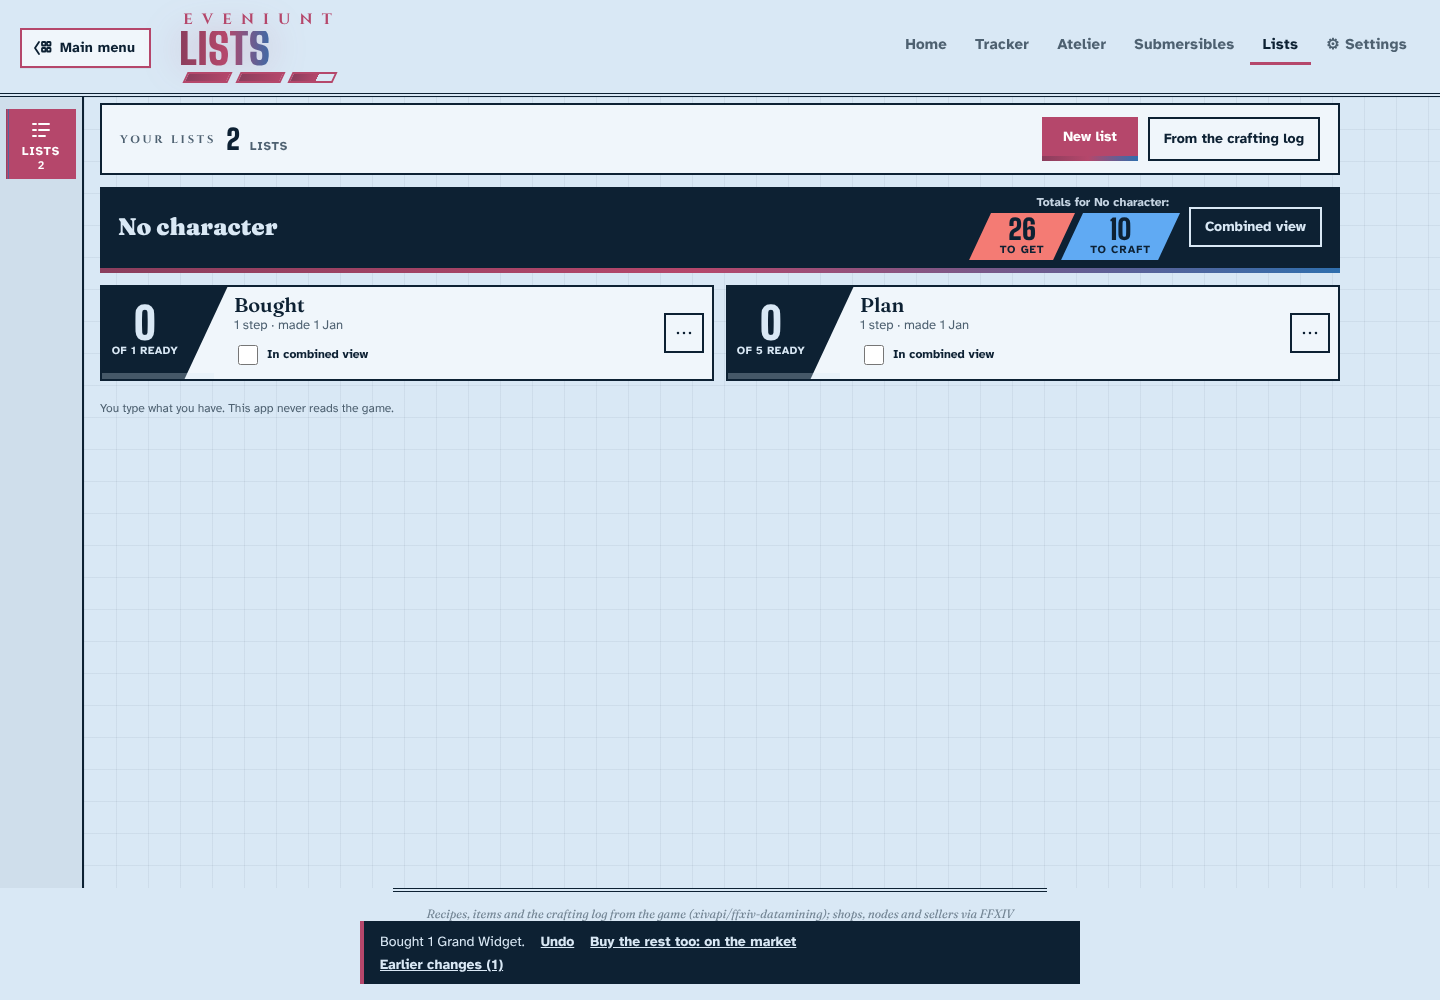 Main menu
EVENIUNT
LISTS
Home
Tracker
Atelier
Submersibles
Lists
⚙ Settings
LISTS
2
YOUR LISTS 2 LISTS
New list
From the crafting log
No character
Totals for No character:
26
TO GET
10
TO CRAFT
Combined view
0
OF 1 READY
Bought
1 step · made 1 Jan
In combined view
...
0
OF 5 READY
Plan
1 step · made 1 Jan
In combined view
...
You type what you have. This app never reads the game.
Recipes, items and the crafting log from the game (xivapi/ffxiv-datamining); shops, nodes and sellers via FFXIV
Bought 1 Grand Widget. Undo Buy the rest too: on the market
Earlier changes (1)